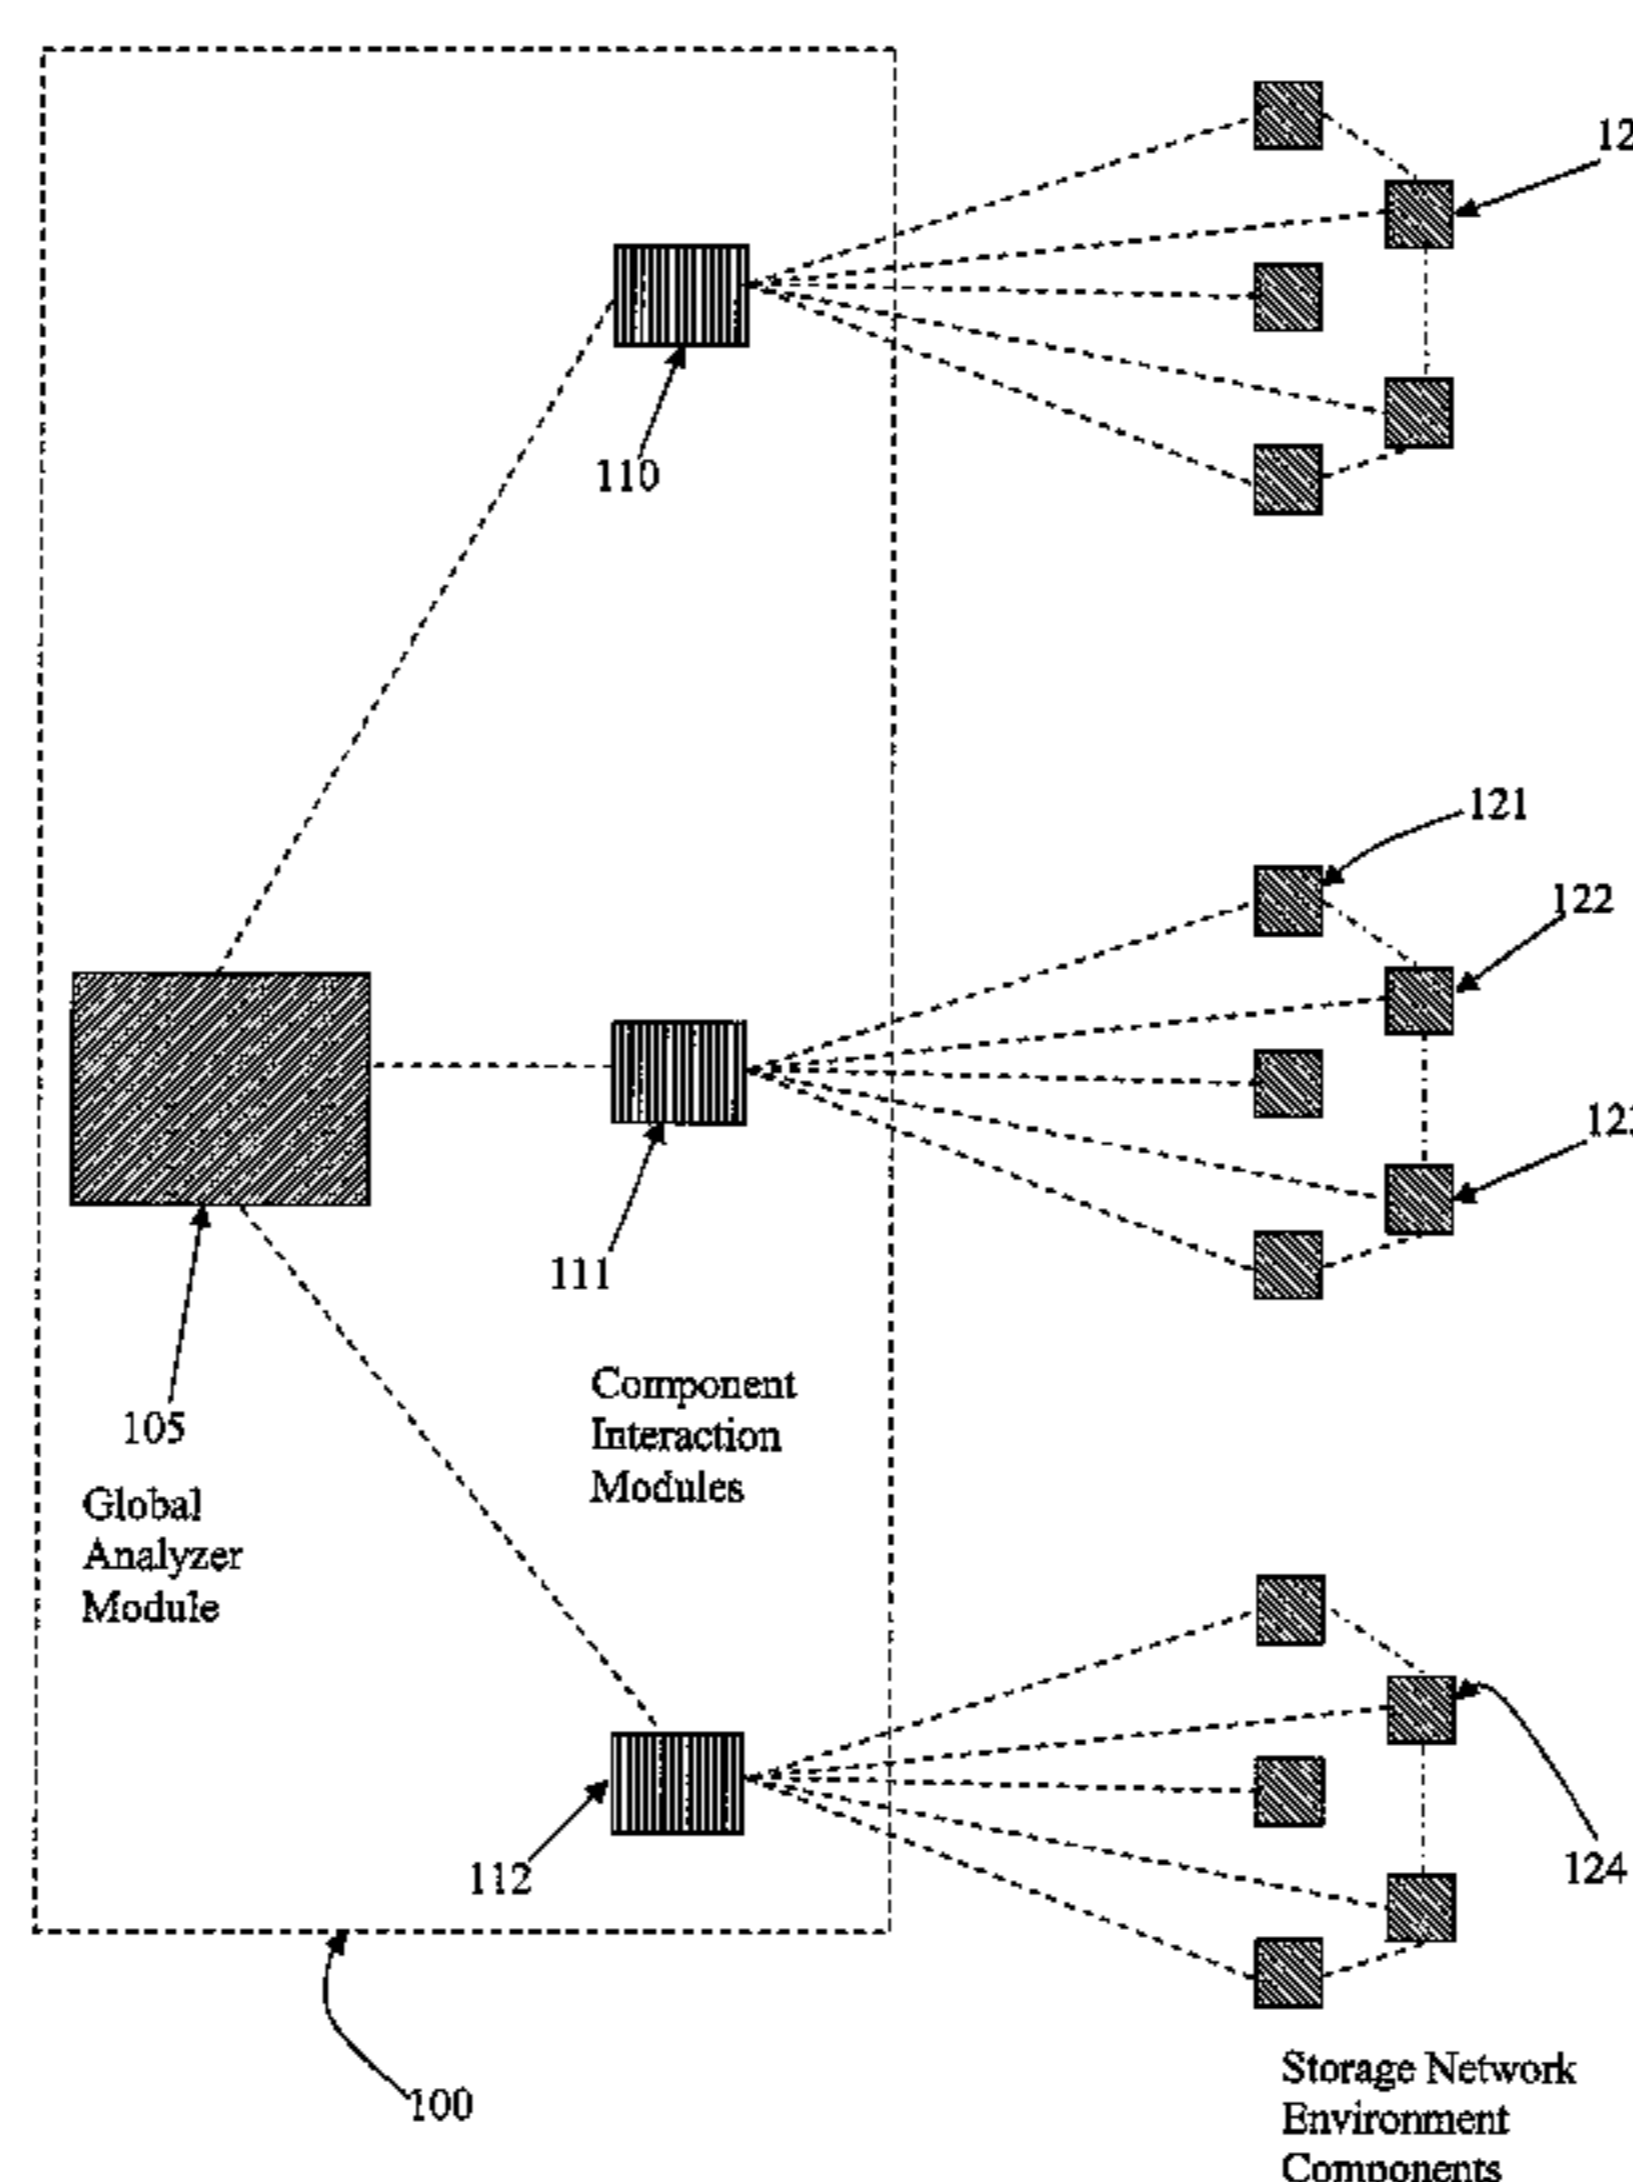 110
121
122
111
105
Component
Interaction
Modules
Global
Analyzer
Module
112
124
100
Storage Network
Environment
Components